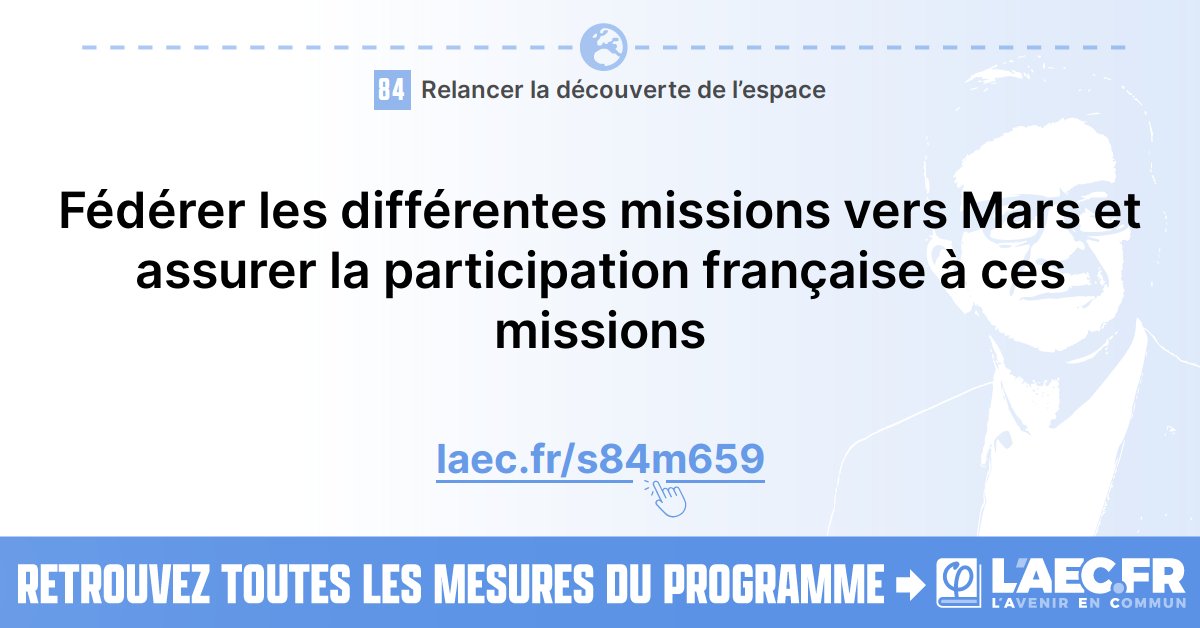 84 Relancer la découverte de l’espace
Fédérer les différentes missions vers Mars et
assurer la participation française à ces
missions
laec.fr/s84m659
RETROUVEZ TOUTES LES MESURES DU PROGRAMME
L'AEC.FR
L'AVENIR EN COMMUN